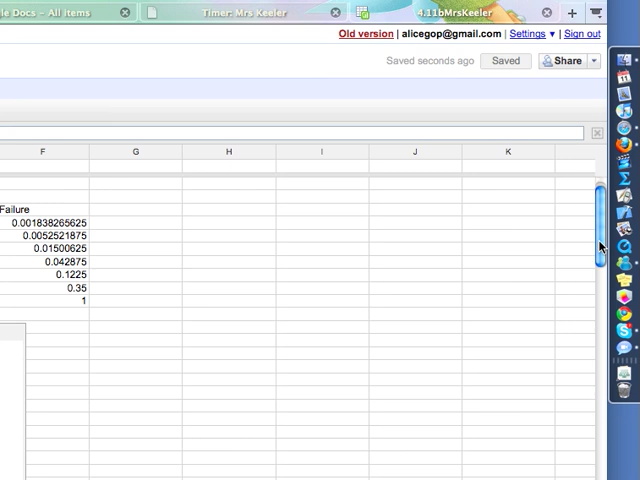 le Docs - All items
Timer: Mrs Keeler
4.11bMrsKeeler
Old version | alicegop@gmail.com | Settings ▼ | Sign out
Saved seconds ago
Saved
Share
F
G
H
I
J
K
Failure
0.001838265625
0.0052521875
0.01500625
0.042875
0.1225
0.35
1